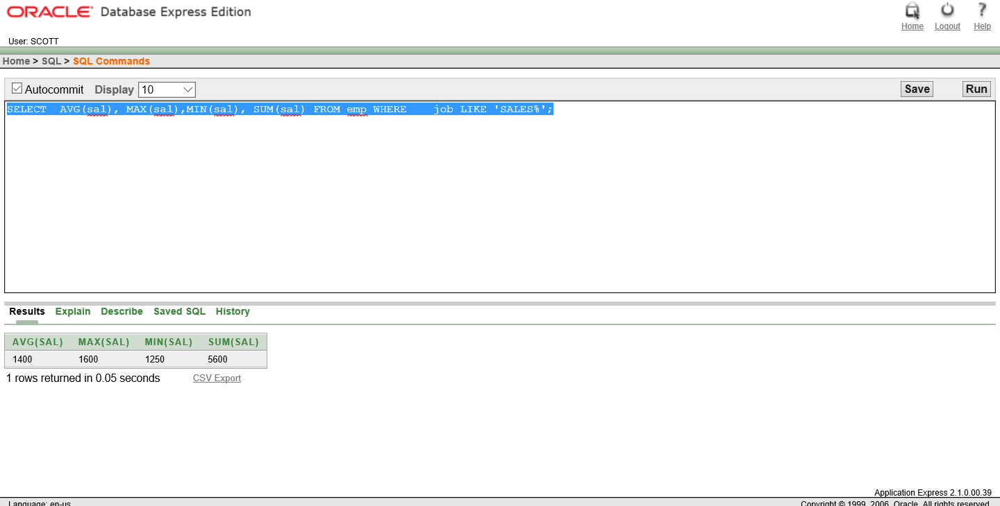 ORACLE® Database Express Edition
Home Logout Help
User: SCOTT
Home > SQL > SQL Commands
Autocommit Display 10 Save Run
SELECT  AVG(sal), MAX(sal),MIN(sal), SUM(sal) FROM emp WHERE    job LIKE 'SALES%';
Results Explain Describe Saved SQL History
AVG(SAL) MAX(SAL) MIN(SAL) SUM(SAL)
1400 1600 1250 5600
1 rows returned in 0.05 seconds CSV Export
Application Express 2.1.0.00.39
Language: en-us Copyright © 1999, 2006, Oracle. All rights reserved.